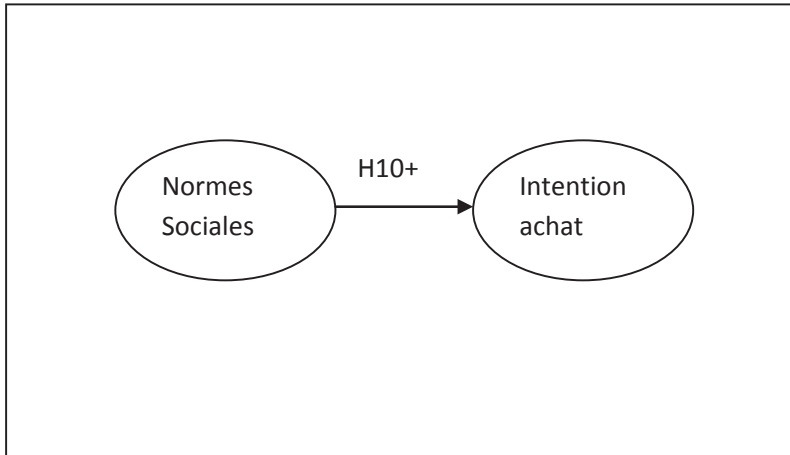 H10+
Normes
Sociales
Intention
achat